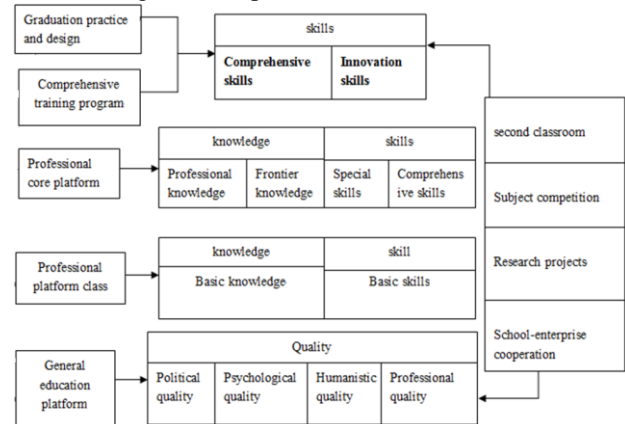 Graduation practice
and design
Comprehensive
training program
skills
Comprehensive
skills
Innovation
skills
Professional
core platform
knowledge
skills
Professional
knowledge
Frontier
knowledge
Special
skills
Comprehens
ive skills
Professional
platform class
knowledge
skill
Basic knowledge
Basic skills
General
education
platform
Quality
Political
quality
Psychological
quality
Humanistic
quality
Professional
quality
second classroom
Subject competition
Research projects
School-enterprise
cooperation